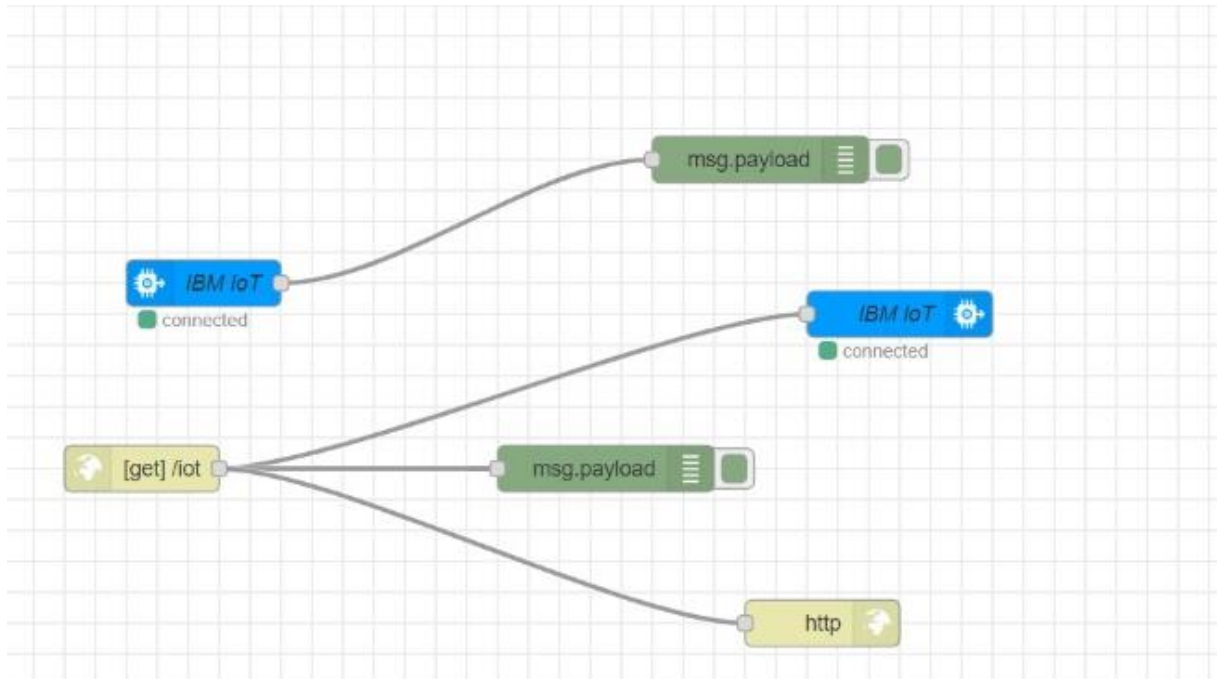 msg.payload
IBM IoT
connected
IBM IoT
connected
[get] /iot
msg.payload
http